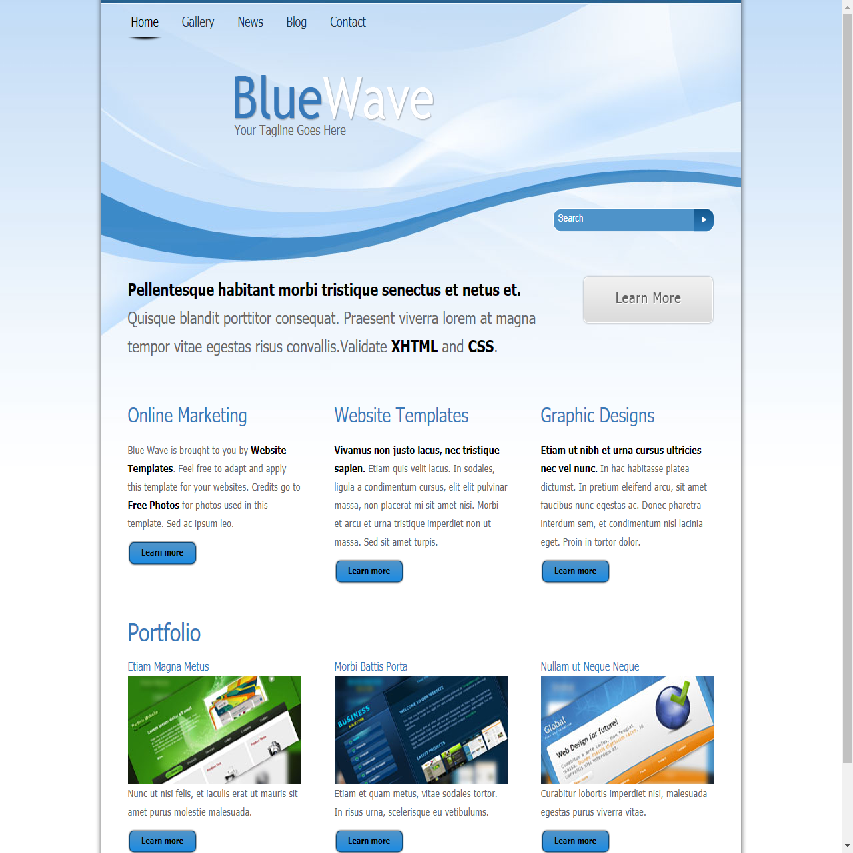 Home Gallery News Blog Contact
BlueWave
Your Tagline Goes Here
Search
Pellentesque habitant morbi tristique senectus et netus et.
Quisque blandit porttitor consequat. Praesent viverra lorem at magna
tempor vitae egestas risus convallis.Validate XHTML and CSS.
Learn More
Online Marketing
Blue Wave is brought to you by Website
Templates. Feel free to adapt and apply
this template for your websites. Credits go to
Free Photos for photos used in this
template. Sed ac ipsum leo.
Learn more
Website Templates
Vivamus non justo lacus, nec tristique
sapien. Etiam quis velit lacus. In sodales,
ligula a condimentum cursus, elit elit pulvinar
massa, non placerat mi sit amet nisi. Morbi
et arcu et urna tristique imperdiet non ut
massa. Sed sit amet turpis.
Learn more
Graphic Designs
Etiam ut nibh et urna cursus ultricies
nec vel nunc. In hac habitasse platea
dictumst. In pretium eleifend arcu, sit amet
faucibus nunc egestas ac. Donec pharetra
interdum sem, et condimentum nisl lacinia
eget. Proin in tortor dolor.
Learn more
Portfolio
Etiam Magna Metus
Nunc ut nisi felis, et iaculis erat ut mauris sit
amet purus molestie malesuada.
Learn more
Morbi Battis Porta
BUSINESS
Etiam et quam metus, vitae sodales tortor.
In risus urna, scelerisque eu vetibulums.
Learn more
Nullam ut Neque Neque
Global
Web Design for future!
Curabitur lobortis imperdiet nisi, malesuada
egestas purus viverra vitae.
Learn more